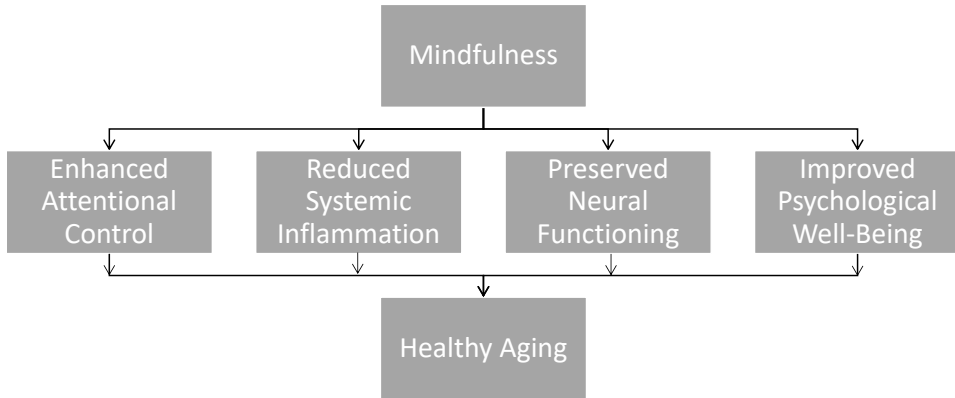 Mindfulness
Enhanced
Attentional
Control
Reduced
Systemic
Inflammation
Preserved
Neural
Functioning
Improved
Psychological
Well-Being
Healthy Aging